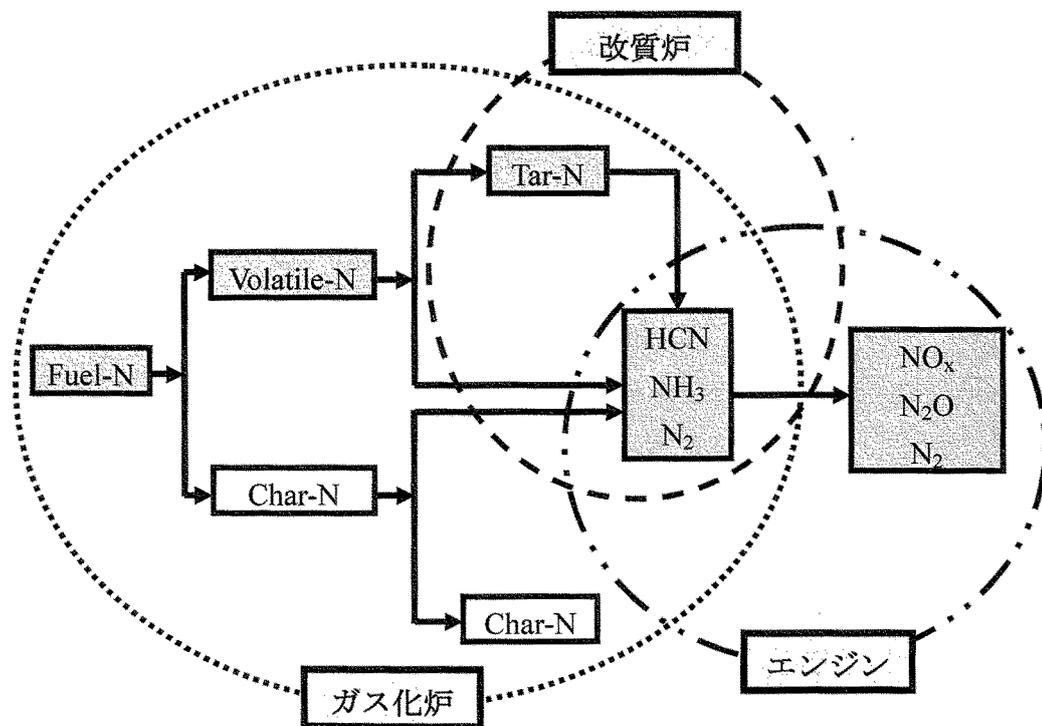 改質炉
Tar-N
Volatile-N
Fuel-N
HCN
NH₃
N₂
NOₓ
N₂O
N₂
Char-N
Char-N
エンジン
ガス化炉